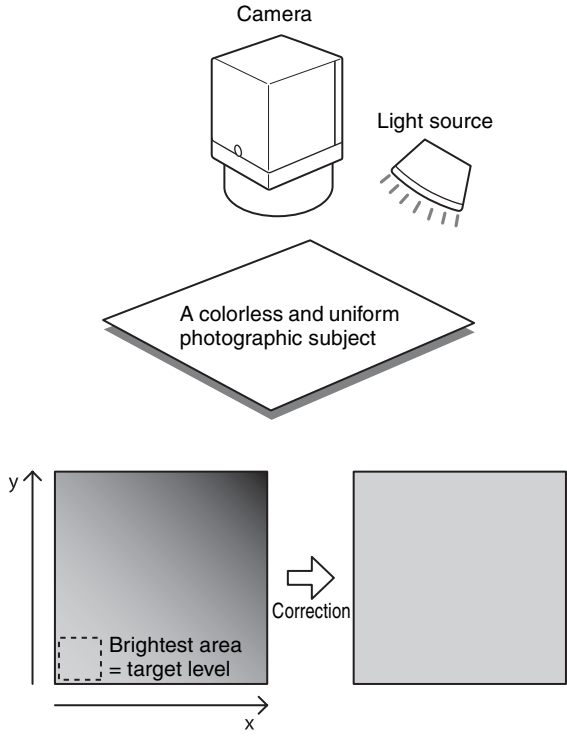 Camera
Light source
A colorless and uniform
photographic subject
y
Brightest area
= target level
Correction
x